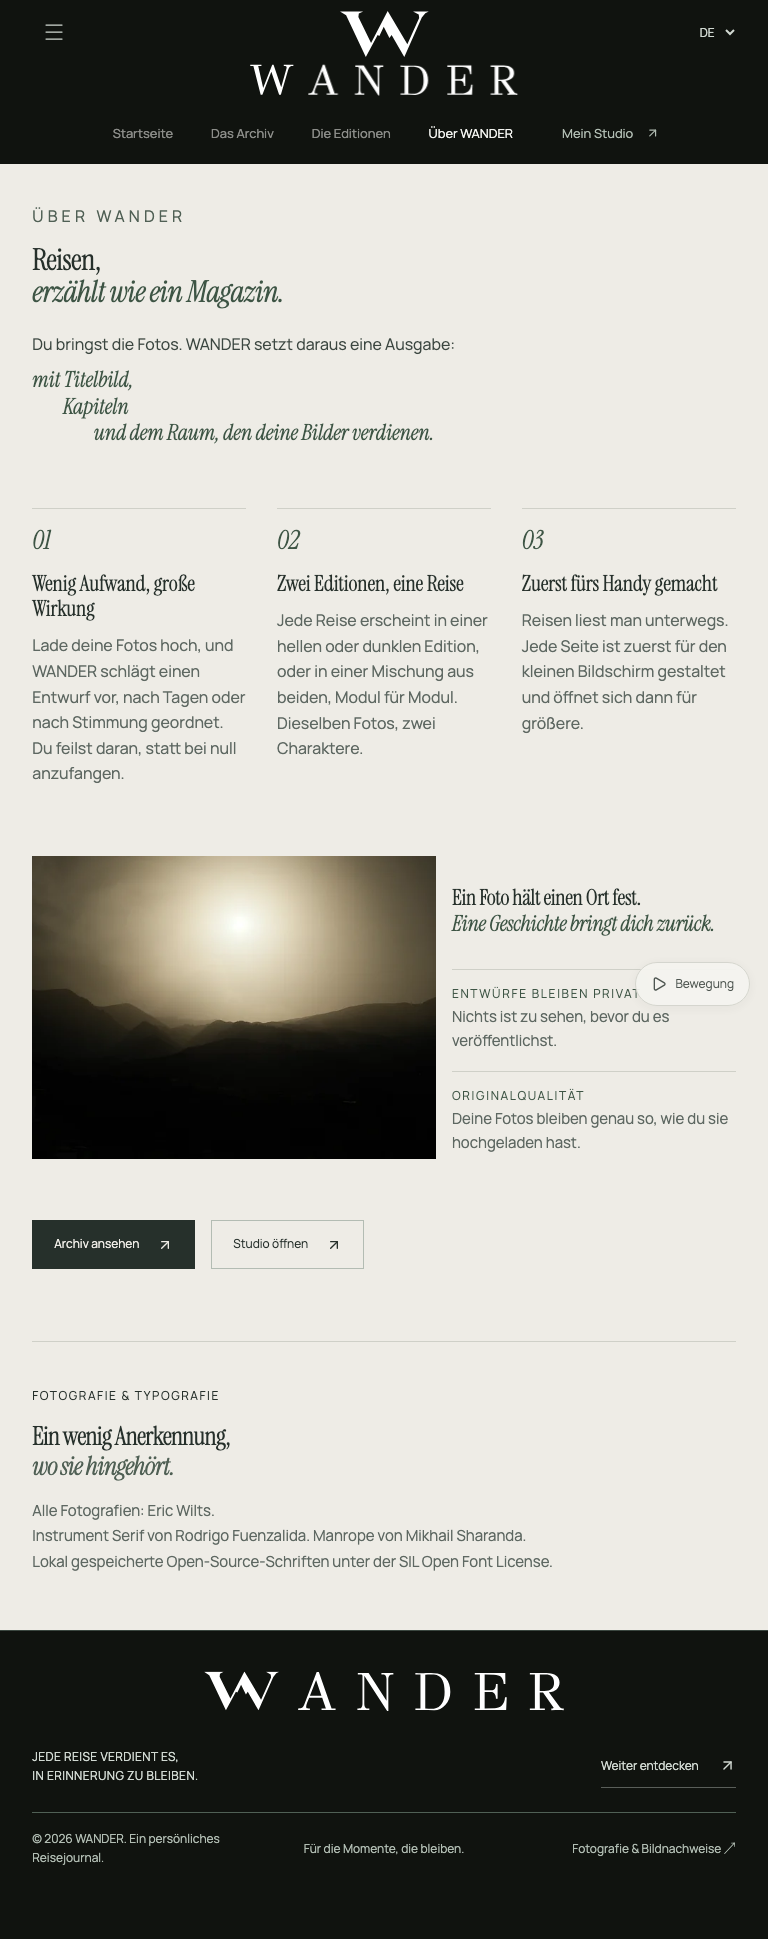 W
WANDER
DE
Startseite
Das Archiv
Die Editionen
Über WANDER
Mein Studio
ÜBER WANDER
Reisen,
erzählt wie ein Magazin.
Du bringst die Fotos. WANDER setzt daraus eine Ausgabe:
mit Titelbild,
Kapiteln
und dem Raum, den deine Bilder verdienen.
01
Wenig Aufwand, große
Wirkung
Lade deine Fotos hoch, und
WANDER schlägt einen
Entwurf vor, nach Tagen oder
nach Stimmung geordnet.
Du feilst daran, statt bei null
anzufangen.
02
Zwei Editionen, eine Reise
Jede Reise erscheint in einer
hellen oder dunklen Edition,
oder in einer Mischung aus
beiden, Modul für Modul.
Dieselben Fotos, zwei
Charaktere.
03
Zuerst fürs Handy gemacht
Reisen liest man unterwegs.
Jede Seite ist zuerst für den
kleinen Bildschirm gestaltet
und öffnet sich dann für
größere.
Ein Foto hält einen Ort fest.
Eine Geschichte bringt dich zurück.
Bewegung
ENTWÜRFE BLEIBEN PRIVAT
Nichts ist zu sehen, bevor du es
veröffentlichst.
ORIGINALQUALITÄT
Deine Fotos bleiben genau so, wie du sie
hochgeladen hast.
Archiv ansehen
Studio öffnen
FOTOGRAFIE & TYPOGRAFIE
Ein wenig Anerkennung,
wo sie hingehört.
Alle Fotografien: Eric Wilts.
Instrument Serif von Rodrigo Fuenzalida. Manrope von Mikhail Sharanda.
Lokal gespeicherte Open-Source-Schriften unter der SIL Open Font License.
WANDER
JEDE REISE VERDIENT ES,
IN ERINNERUNG ZU BLEIBEN.
Weiter entdecken
© 2026 WANDER. Ein persönliches
Reisejournal.
Für die Momente, die bleiben.
Fotografie & Bildnachweise